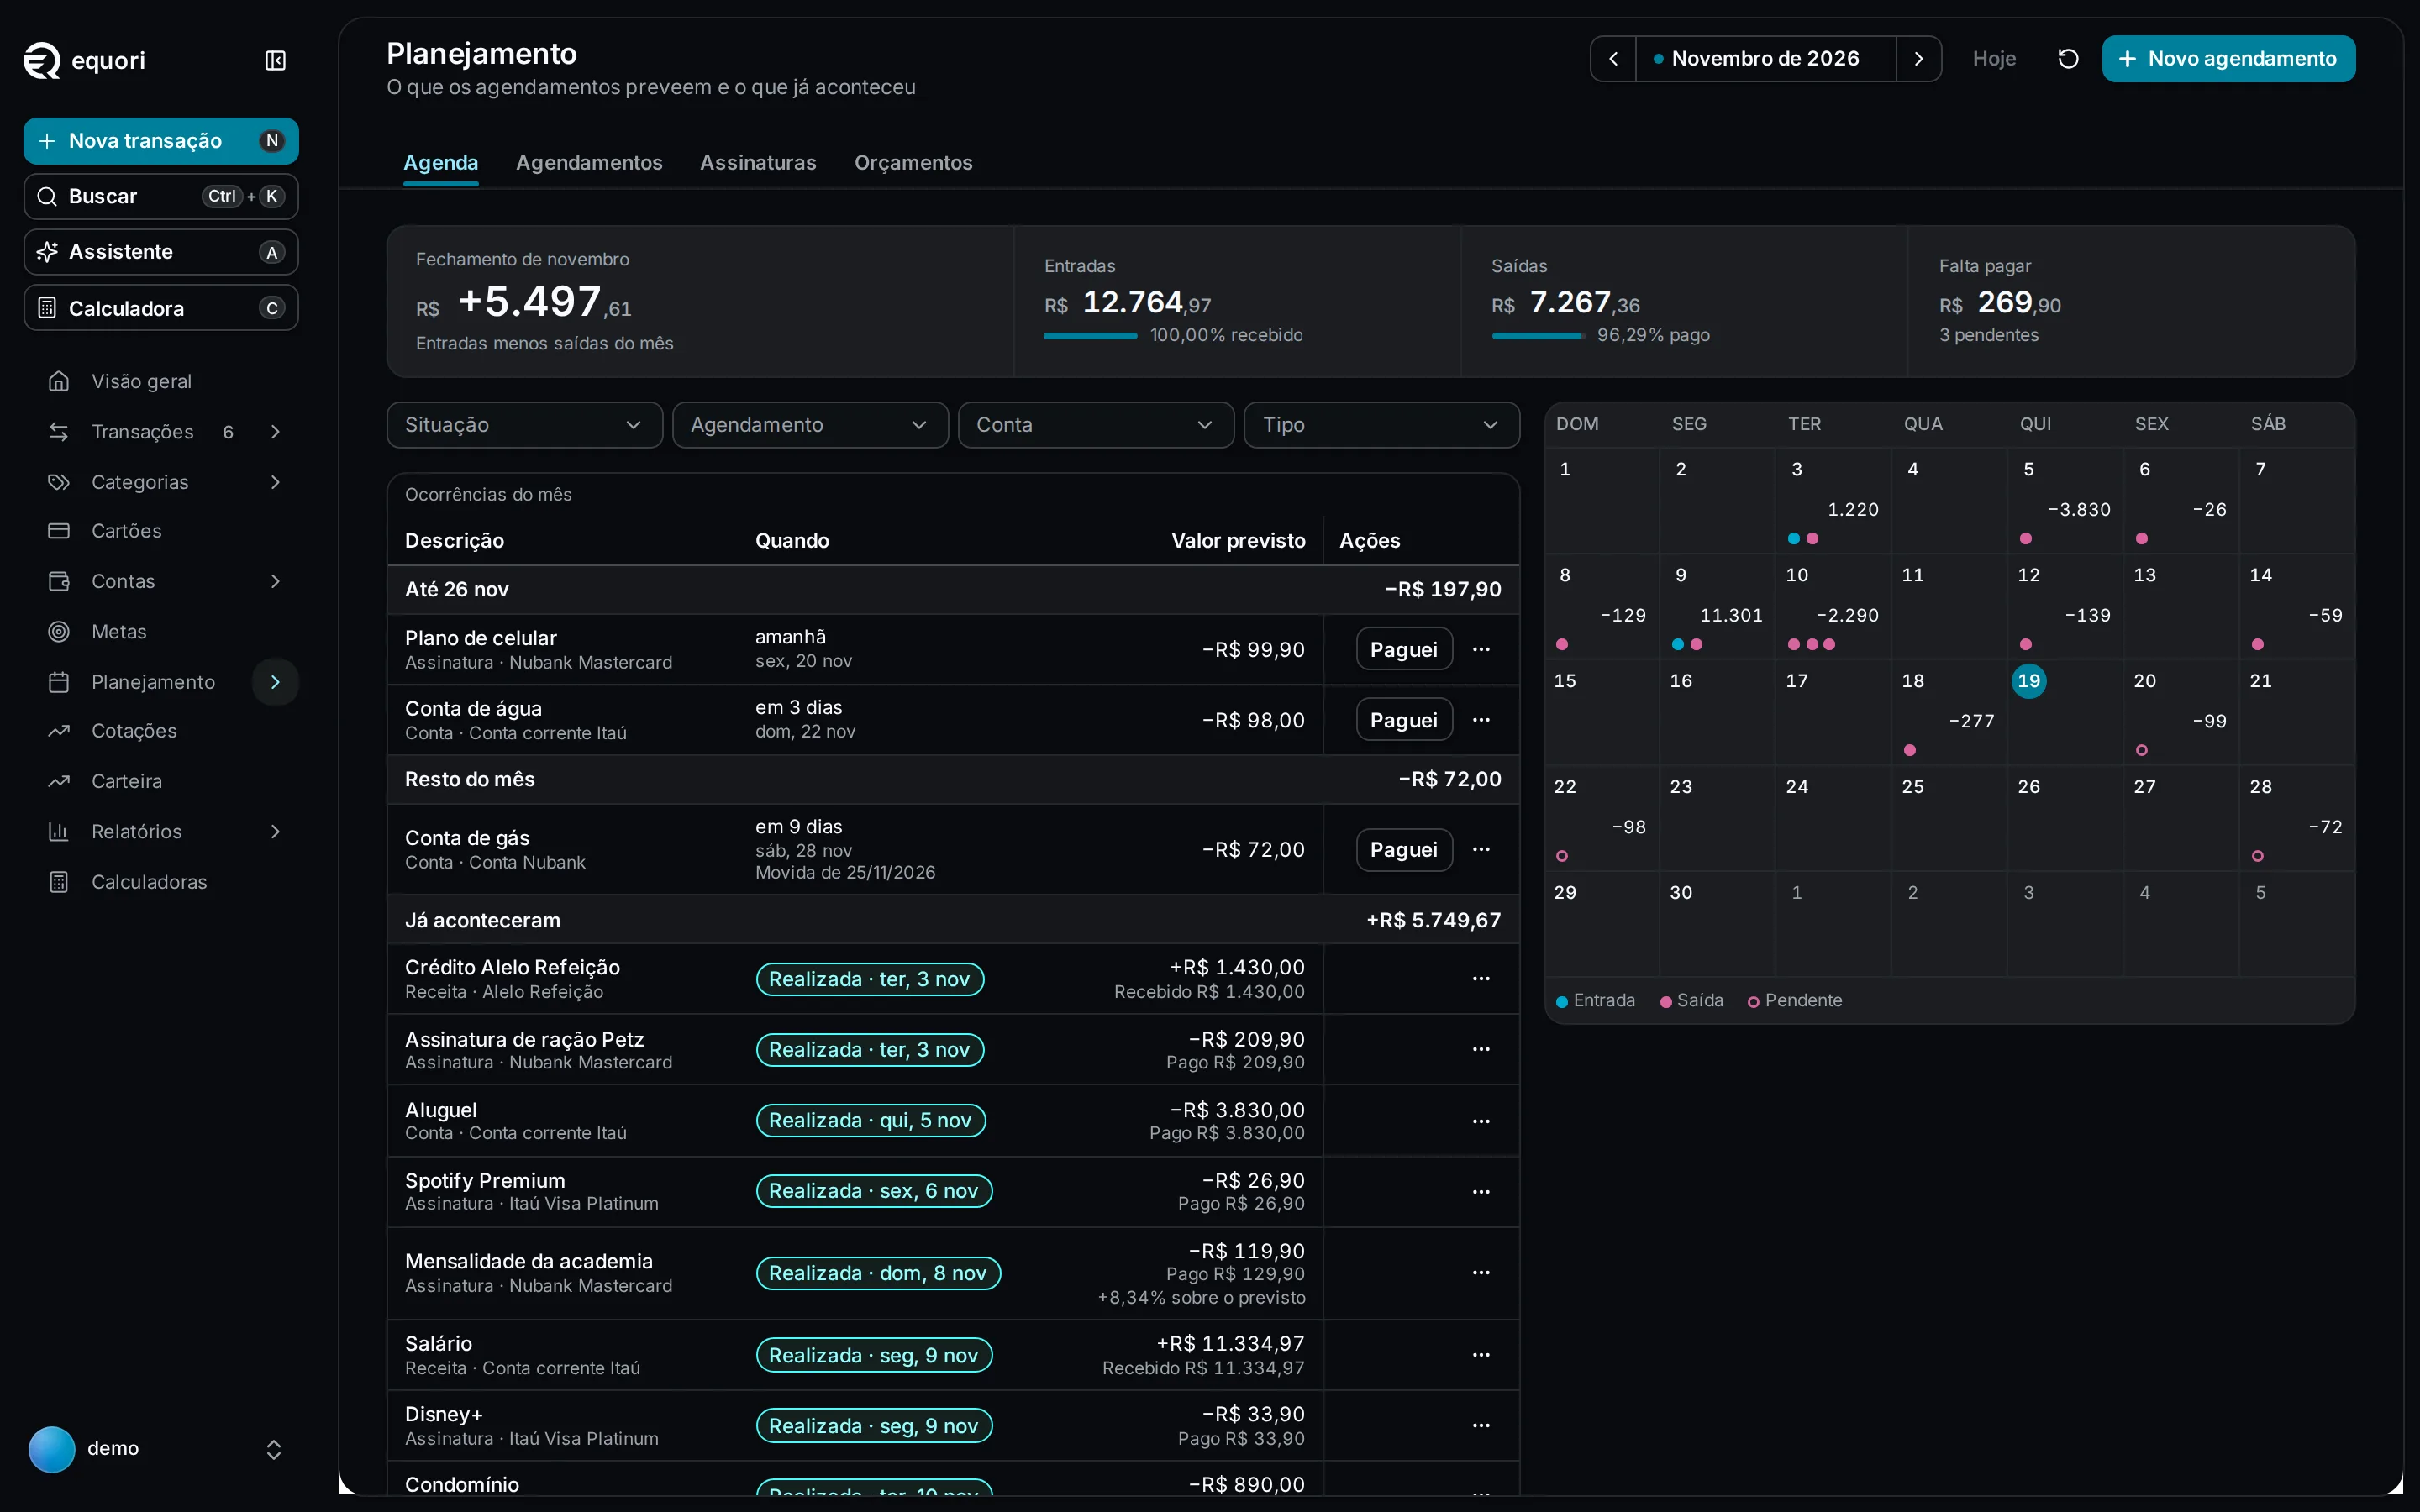 equori
Nova transação N
Buscar Ctrl + K
Assistente A
Calculadora C
Visão geral
Transações 6
Categorias
Cartões
Contas
Metas
Planejamento
Cotações
Carteira
Relatórios
Calculadoras
demo
Planejamento
O que os agendamentos preveem e o que já aconteceu
Novembro de 2026
Hoje
Novo agendamento
Agenda Agendamentos Assinaturas Orçamentos
Fechamento de novembro
R$ +5.497,61
Entradas menos saídas do mês
Entradas
R$ 12.764,97
100,00% recebido
Saídas
R$ 7.267,36
96,29% pago
Falta pagar
R$ 269,90
3 pendentes
Situação Agendamento Conta Tipo
Ocorrências do mês
Descrição Quando Valor previsto Ações
Até 26 nov −R$ 197,90
Plano de celular
Assinatura · Nubank Mastercard
amanhã
sex, 20 nov
−R$ 99,90
Paguei
Conta de água
Conta · Conta corrente Itaú
em 3 dias
dom, 22 nov
−R$ 98,00
Paguei
Resto do mês −R$ 72,00
Conta de gás
Conta · Conta Nubank
em 9 dias
sáb, 28 nov
Movida de 25/11/2026
−R$ 72,00
Paguei
Já aconteceram +R$ 5.749,67
Crédito Alelo Refeição
Receita · Alelo Refeição
Realizada · ter, 3 nov
+R$ 1.430,00
Recebido R$ 1.430,00
Assinatura de ração Petz
Assinatura · Nubank Mastercard
Realizada · ter, 3 nov
−R$ 209,90
Pago R$ 209,90
Aluguel
Conta · Conta corrente Itaú
Realizada · qui, 5 nov
−R$ 3.830,00
Pago R$ 3.830,00
Spotify Premium
Assinatura · Itaú Visa Platinum
Realizada · sex, 6 nov
−R$ 26,90
Pago R$ 26,90
Mensalidade da academia
Assinatura · Nubank Mastercard
Realizada · dom, 8 nov
−R$ 119,90
Pago R$ 129,90
+8,34% sobre o previsto
Salário
Receita · Conta corrente Itaú
Realizada · seg, 9 nov
+R$ 11.334,97
Recebido R$ 11.334,97
Disney+
Assinatura · Itaú Visa Platinum
Realizada · seg, 9 nov
−R$ 33,90
Pago R$ 33,90
Condomínio
Realizada · ter, 10 nov
−R$ 890,00
DOM SEG TER QUA QUI SEX SÁB
1 2 3 4 5 6 7
1.220 −3.830 −26
8 9 10 11 12 13 14
−129 11.301 −2.290 −139 −59
15 16 17 18 19 20 21
−277 −99
22 23 24 25 26 27 28
−98 −72
29 30 1 2 3 4 5
Entrada Saída Pendente